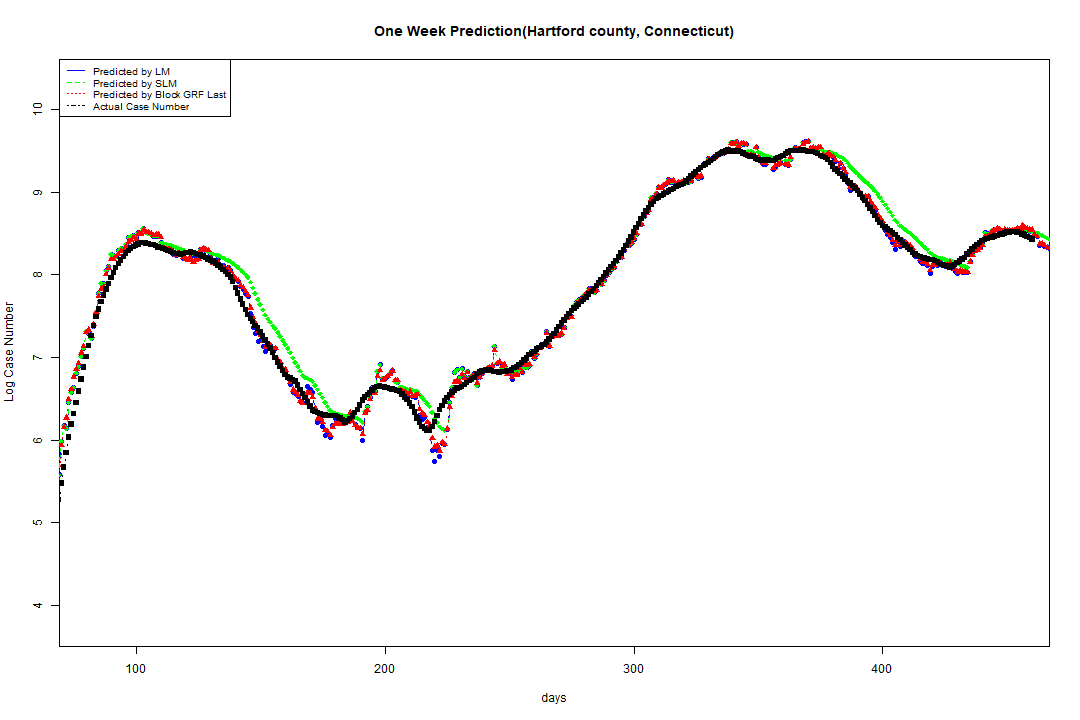 One Week Prediction(Hartford county, Connecticut)
Predicted by LM
Predicted by SLM
Predicted by Block GRF Last
Actual Case Number
10
9
8
7
6
5
4
Log Case Number
100 200 300 400
days